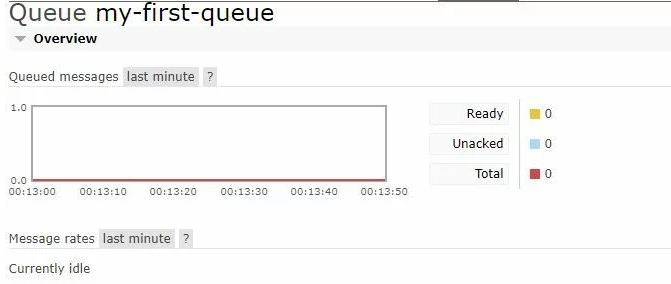 Queue my-first-queue
Overview
Queued messages last minute ?
1.0
0.0
00:13:00 00:13:10 00:13:20 00:13:30 00:13:40 00:13:50
Ready 0
Unacked 0
Total 0
Message rates last minute ?
Currently idle